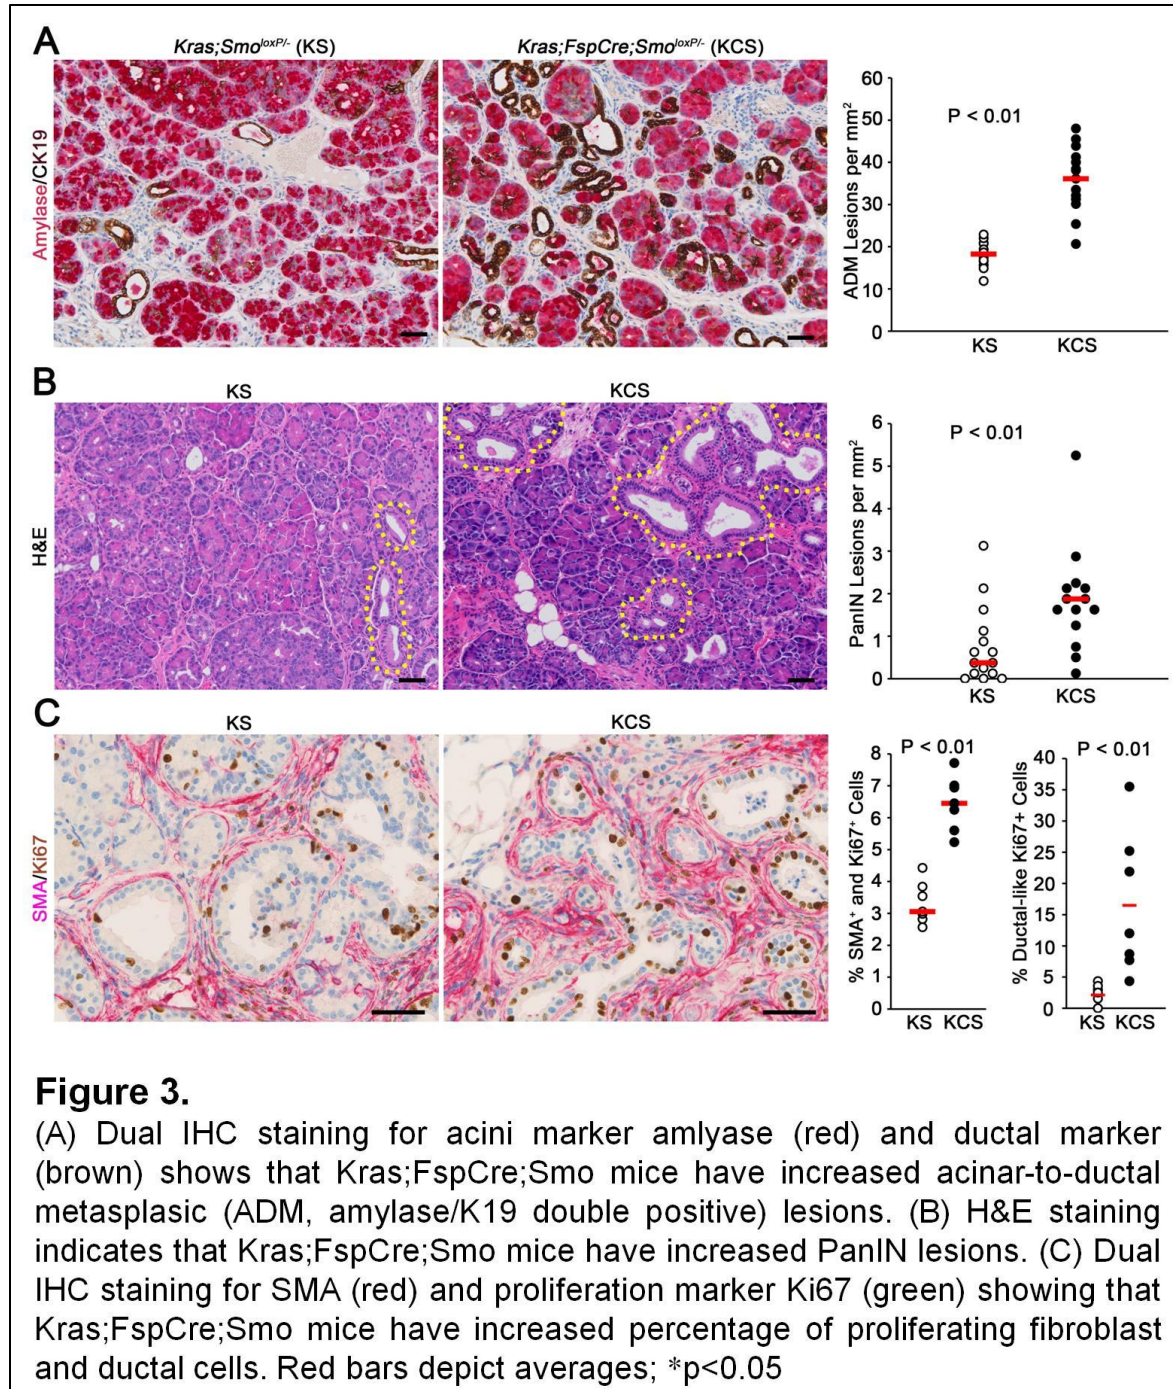 A
Kras;Smo^loxP/- (KS)
Kras;FspCre;Smo^loxP/- (KCS)
Amylase/CK19
ADM Lesions per mm²
60
50
40
30
20
10
0
P < 0.01
KS
KCS
B
KS
KCS
H&E
PanIN Lesions per mm²
6
5
4
3
2
1
0
P < 0.01
KS
KCS
C
KS
KCS
SMA/Ki67
% SMA⁺ and Ki67⁺ Cells
8
7
6
5
4
3
2
1
0
P < 0.01
KS
KCS
% Ductal-like Ki67+ Cells
40
35
30
25
20
15
10
5
0
P < 0.01
KS
KCS
Figure 3.
(A) Dual IHC staining for acini marker amlyase (red) and ductal marker
(brown) shows that Kras;FspCre;Smo mice have increased acinar-to-ductal
metasplasic (ADM, amylase/K19 double positive) lesions. (B) H&E staining
indicates that Kras;FspCre;Smo mice have increased PanIN lesions. (C) Dual
IHC staining for SMA (red) and proliferation marker Ki67 (green) showing that
Kras;FspCre;Smo mice have increased percentage of proliferating fibroblast
and ductal cells. Red bars depict averages; *p<0.05